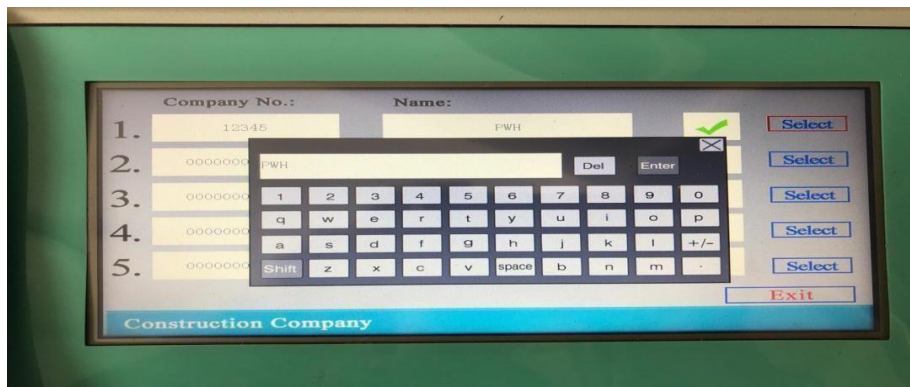 Company No.: Name:
1. 12345 PWH Select
2. 0000000 Select
3. 0000000 Select
4. 0000000 Select
5. 0000000 Select
PWH Del Enter
1 2 3 4 5 6 7 8 9 0
q w e r t y u i o p
a s d f g h j k l +/-
Shift z x c v space b n m .
Exit
Construction Company